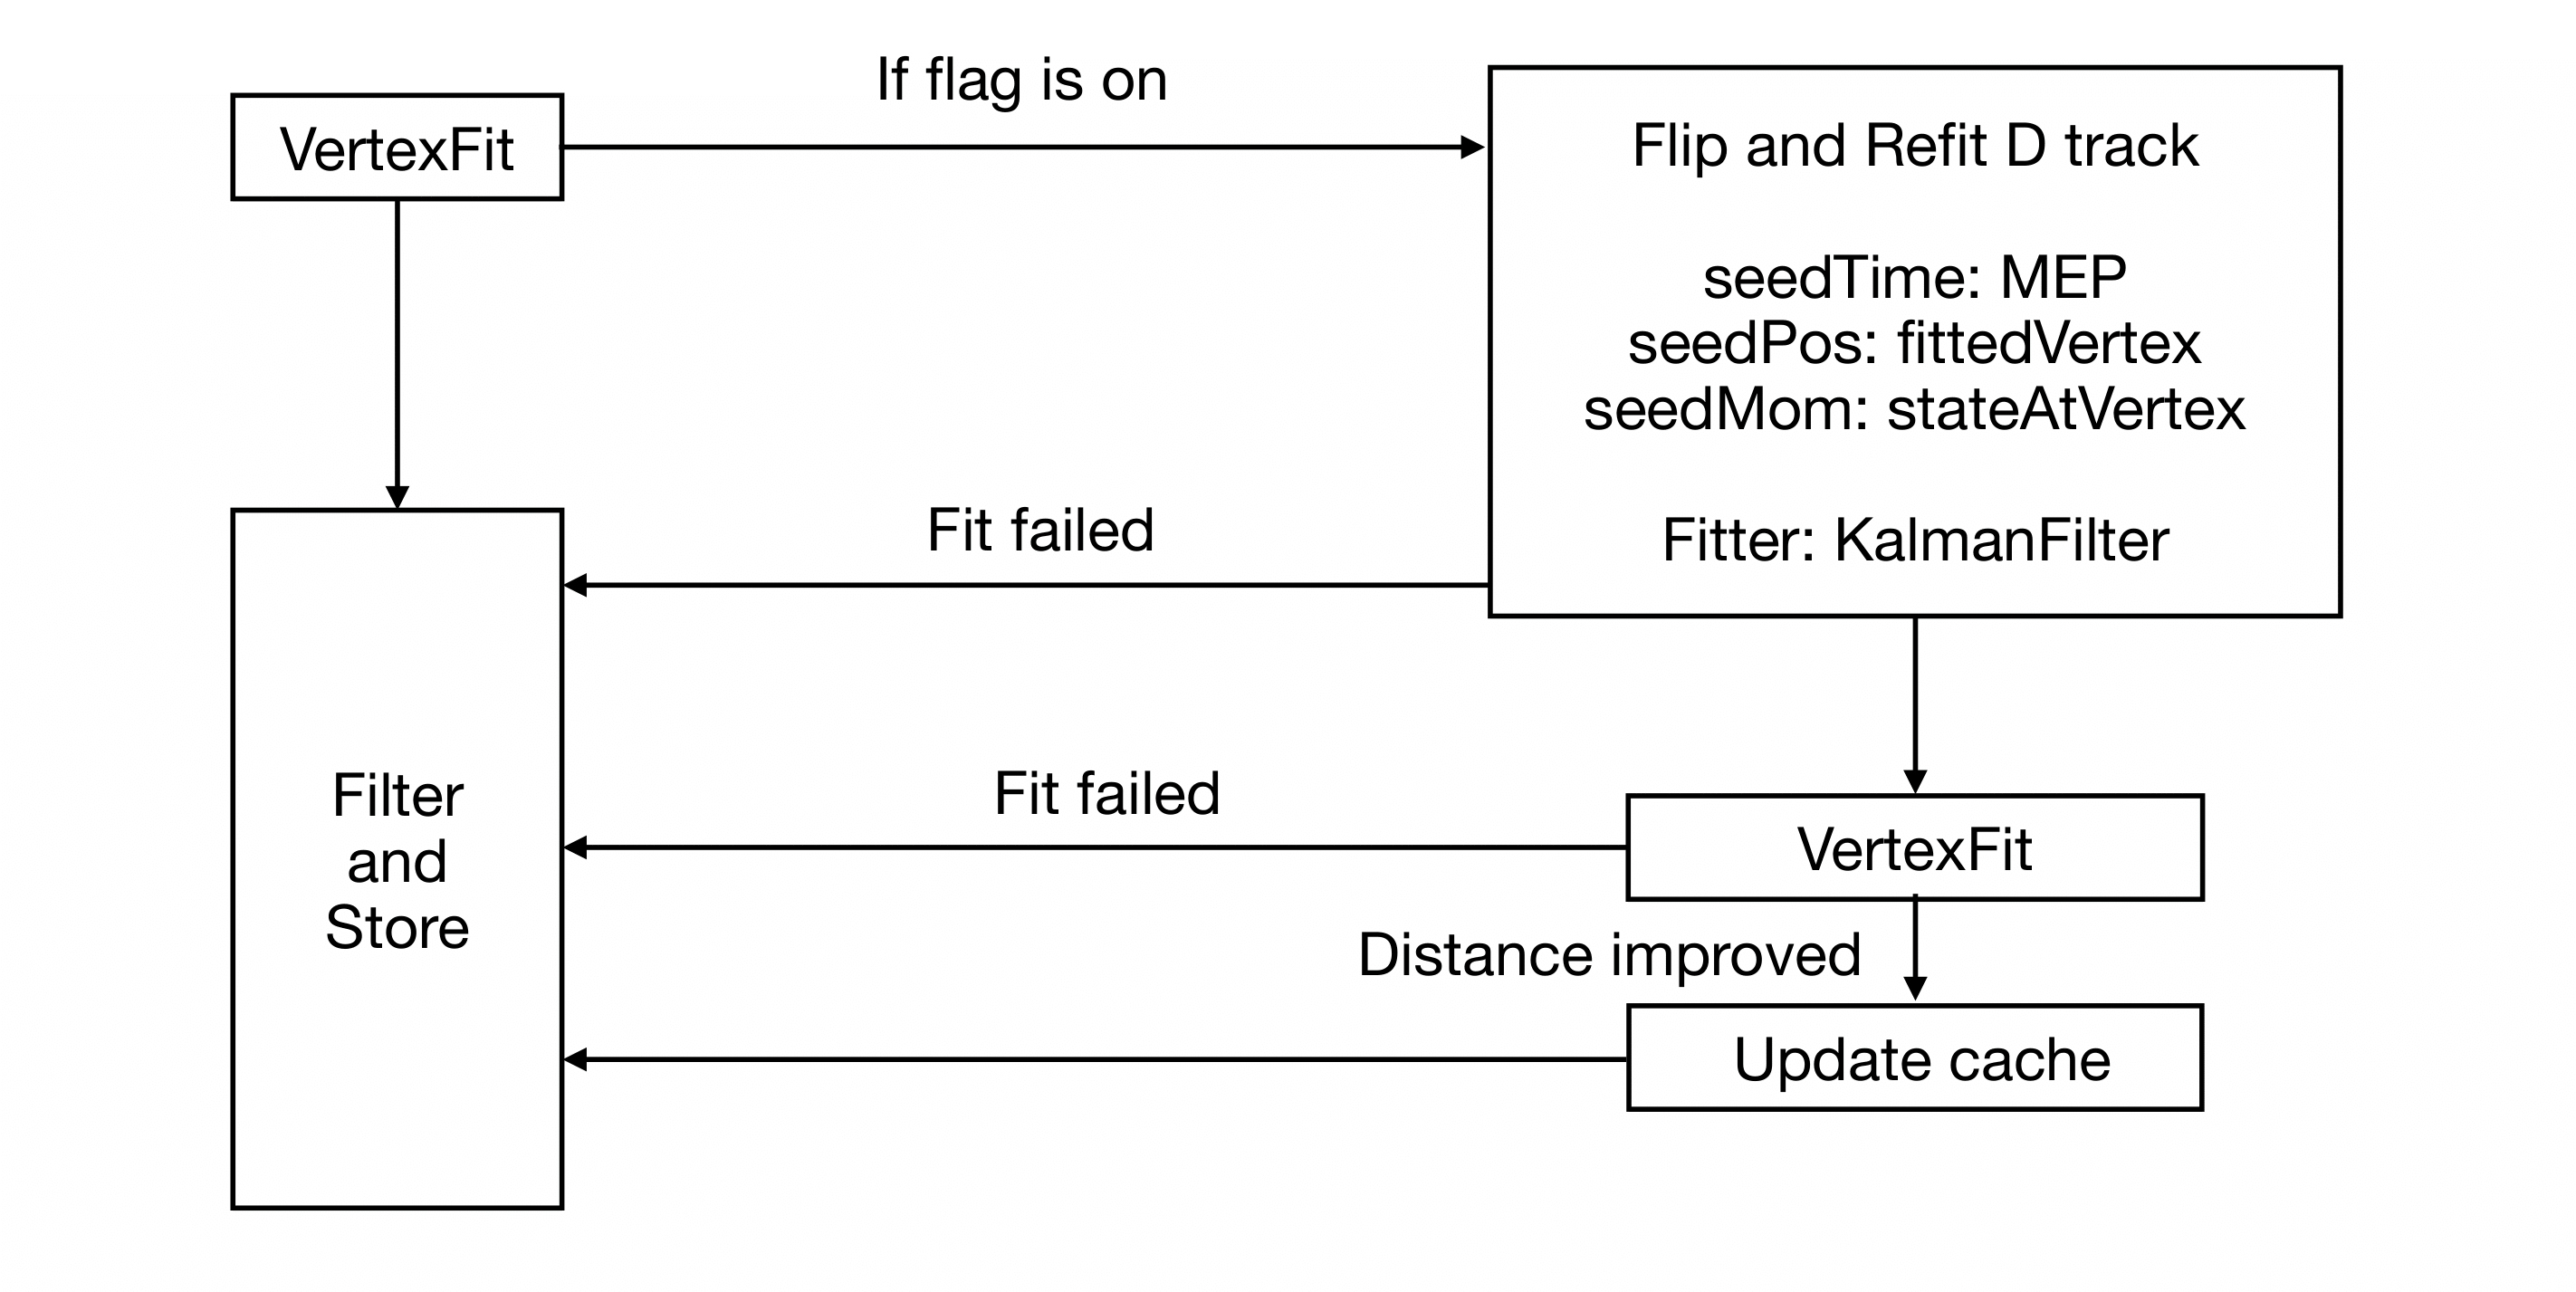 If flag is on
VertexFit
Flip and Refit D track
seedTime: MEP
seedPos: fittedVertex
seedMom: stateAtVertex
Fit failed
Fitter: KalmanFilter
Filter
and
Store
Fit failed
VertexFit
Distance improved
Update cache